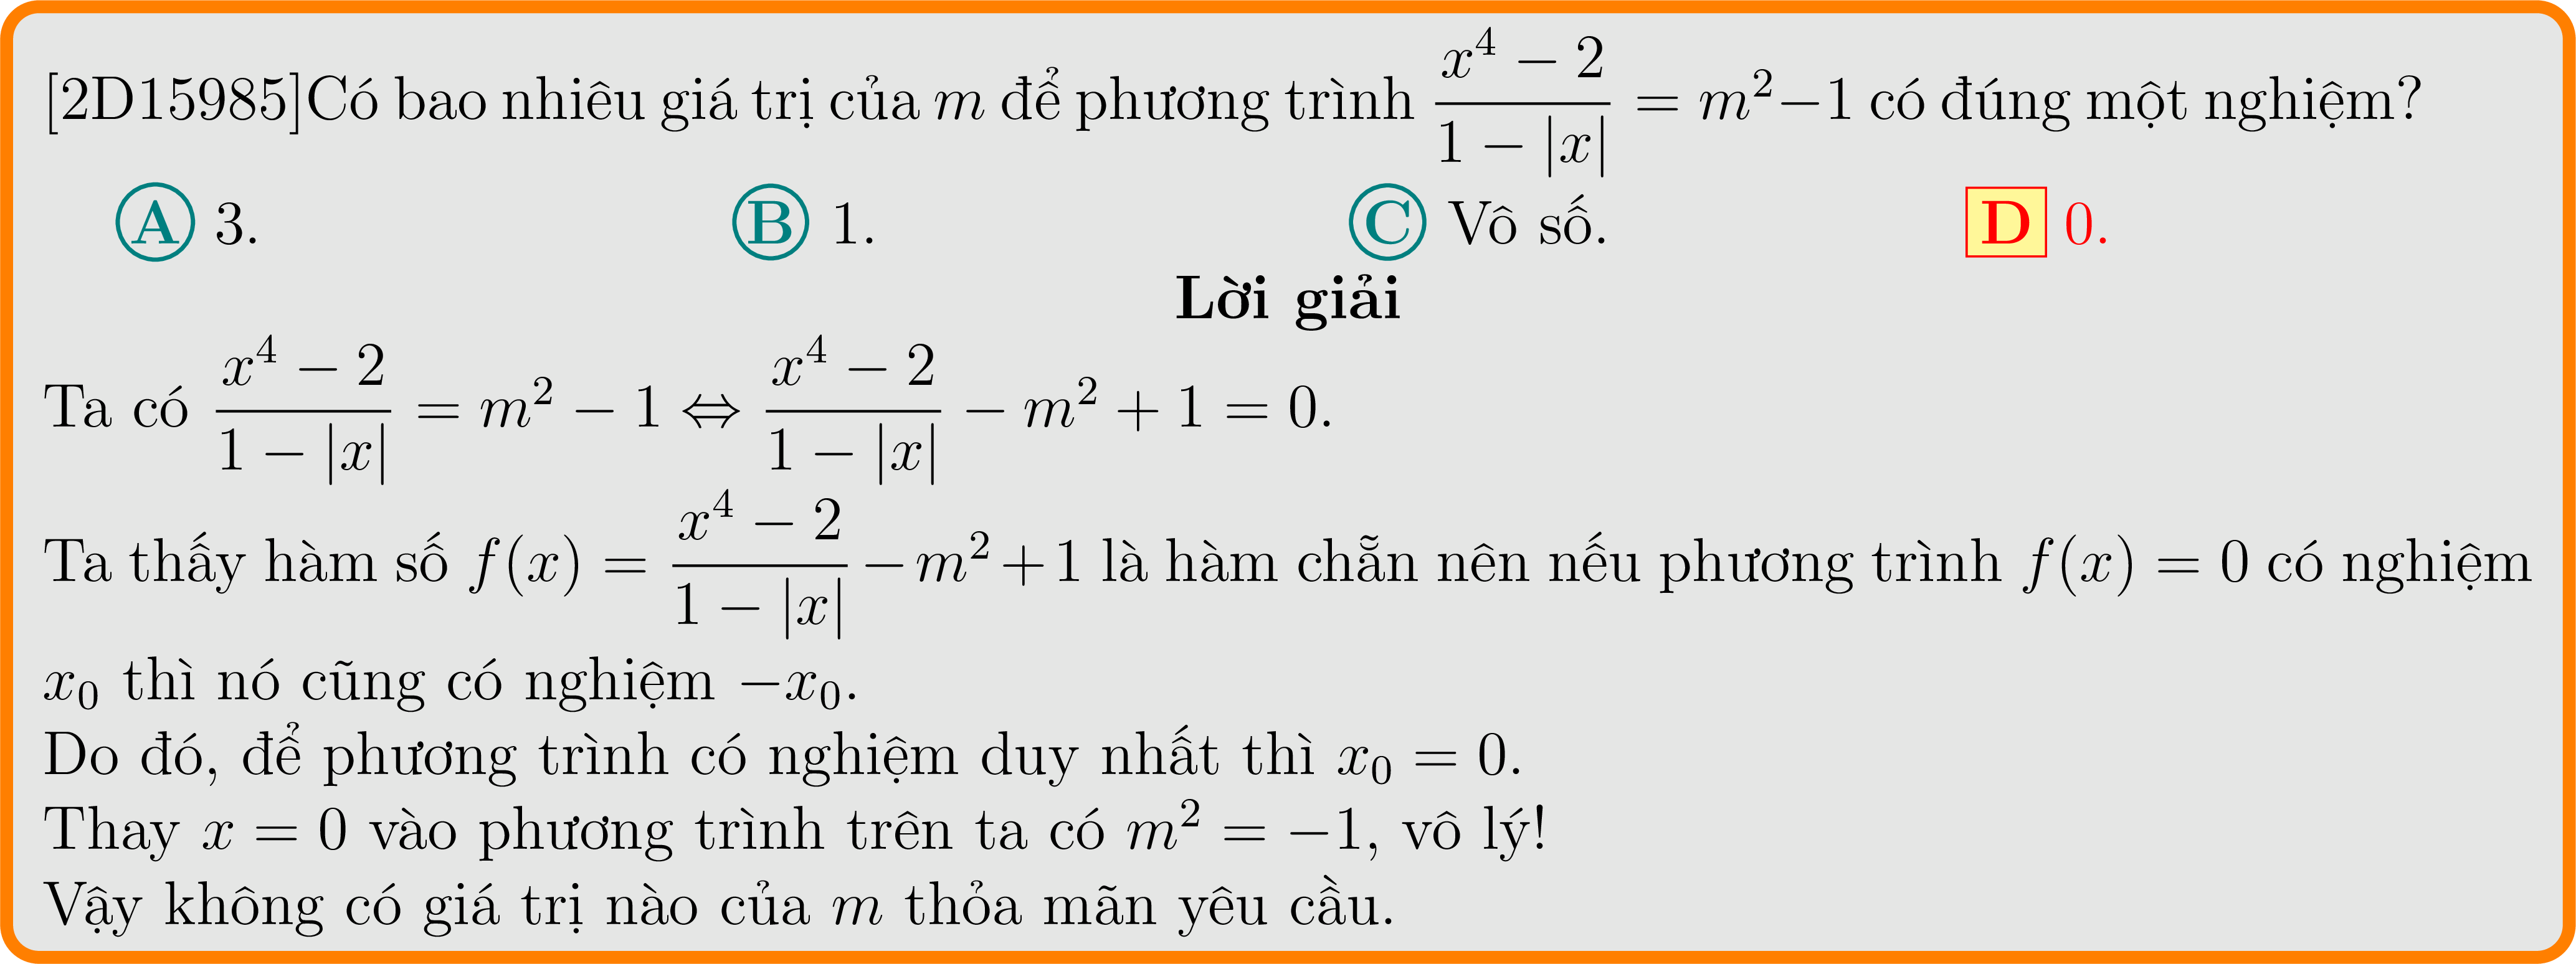 [2D15985]Có bao nhiêu giá trị của m để phương trình \frac{x^4 - 2}{1 - |x|} = m^2 - 1 có đúng một nghiệm?
A 3. B 1. C Vô số. D 0.
Lời giải
Ta có \frac{x^4 - 2}{1 - |x|} = m^2 - 1 ⇔ \frac{x^4 - 2}{1 - |x|} - m^2 + 1 = 0.
Ta thấy hàm số f(x) = \frac{x^4 - 2}{1 - |x|} - m^2 + 1 là hàm chẵn nên nếu phương trình f(x) = 0 có nghiệm
x_0 thì nó cũng có nghiệm -x_0.
Do đó, để phương trình có nghiệm duy nhất thì x_0 = 0.
Thay x = 0 vào phương trình trên ta có m^2 = -1, vô lý!
Vậy không có giá trị nào của m thỏa mãn yêu cầu.